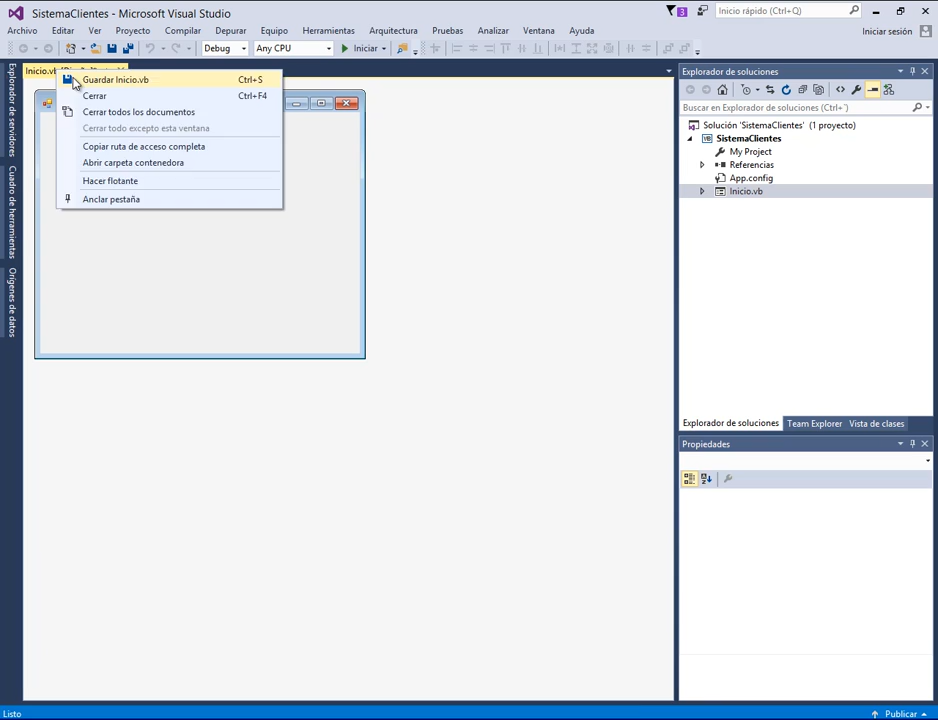 SistemaClientes - Microsoft Visual Studio
3
Inicio rápido (Ctrl+Q)
Archivo Editar Ver Proyecto Compilar Depurar Equipo Herramientas Arquitectura Pruebas Analizar Ventana Ayuda
Iniciar sesión
Debug Any CPU Iniciar
Explorador de servidores
Cuadro de herramientas
Orígenes de datos
Inicio.vb
Guardar Inicio.vb Ctrl+S
Cerrar Ctrl+F4
Cerrar todos los documentos
Cerrar todo excepto esta ventana
Copiar ruta de acceso completa
Abrir carpeta contenedora
Hacer flotante
Anclar pestaña
Explorador de soluciones
Buscar en Explorador de soluciones (Ctrl+´)
Solución 'SistemaClientes' (1 proyecto)
VB SistemaClientes
My Project
Referencias
App.config
Inicio.vb
Explorador de soluciones Team Explorer Vista de clases
Propiedades
Listo
Publicar